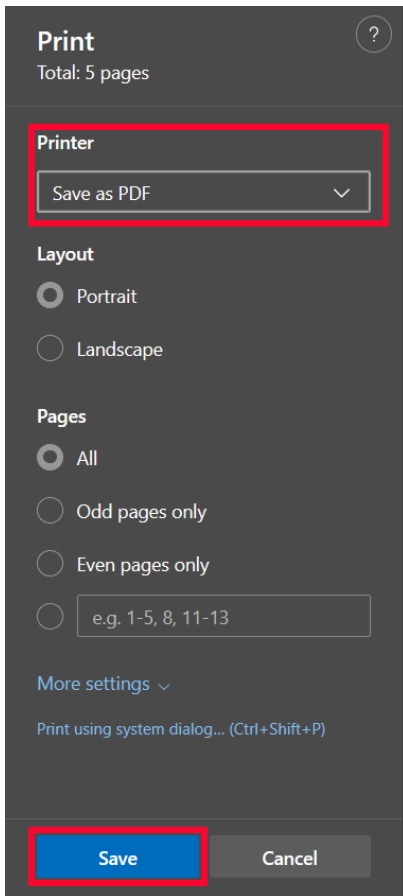 Print
?
Total: 5 pages
Printer
Save as PDF
Layout
Portrait
Landscape
Pages
All
Odd pages only
Even pages only
e.g. 1-5, 8, 11-13
More settings
Print using system dialog... (Ctrl+Shift+P)
Save Cancel